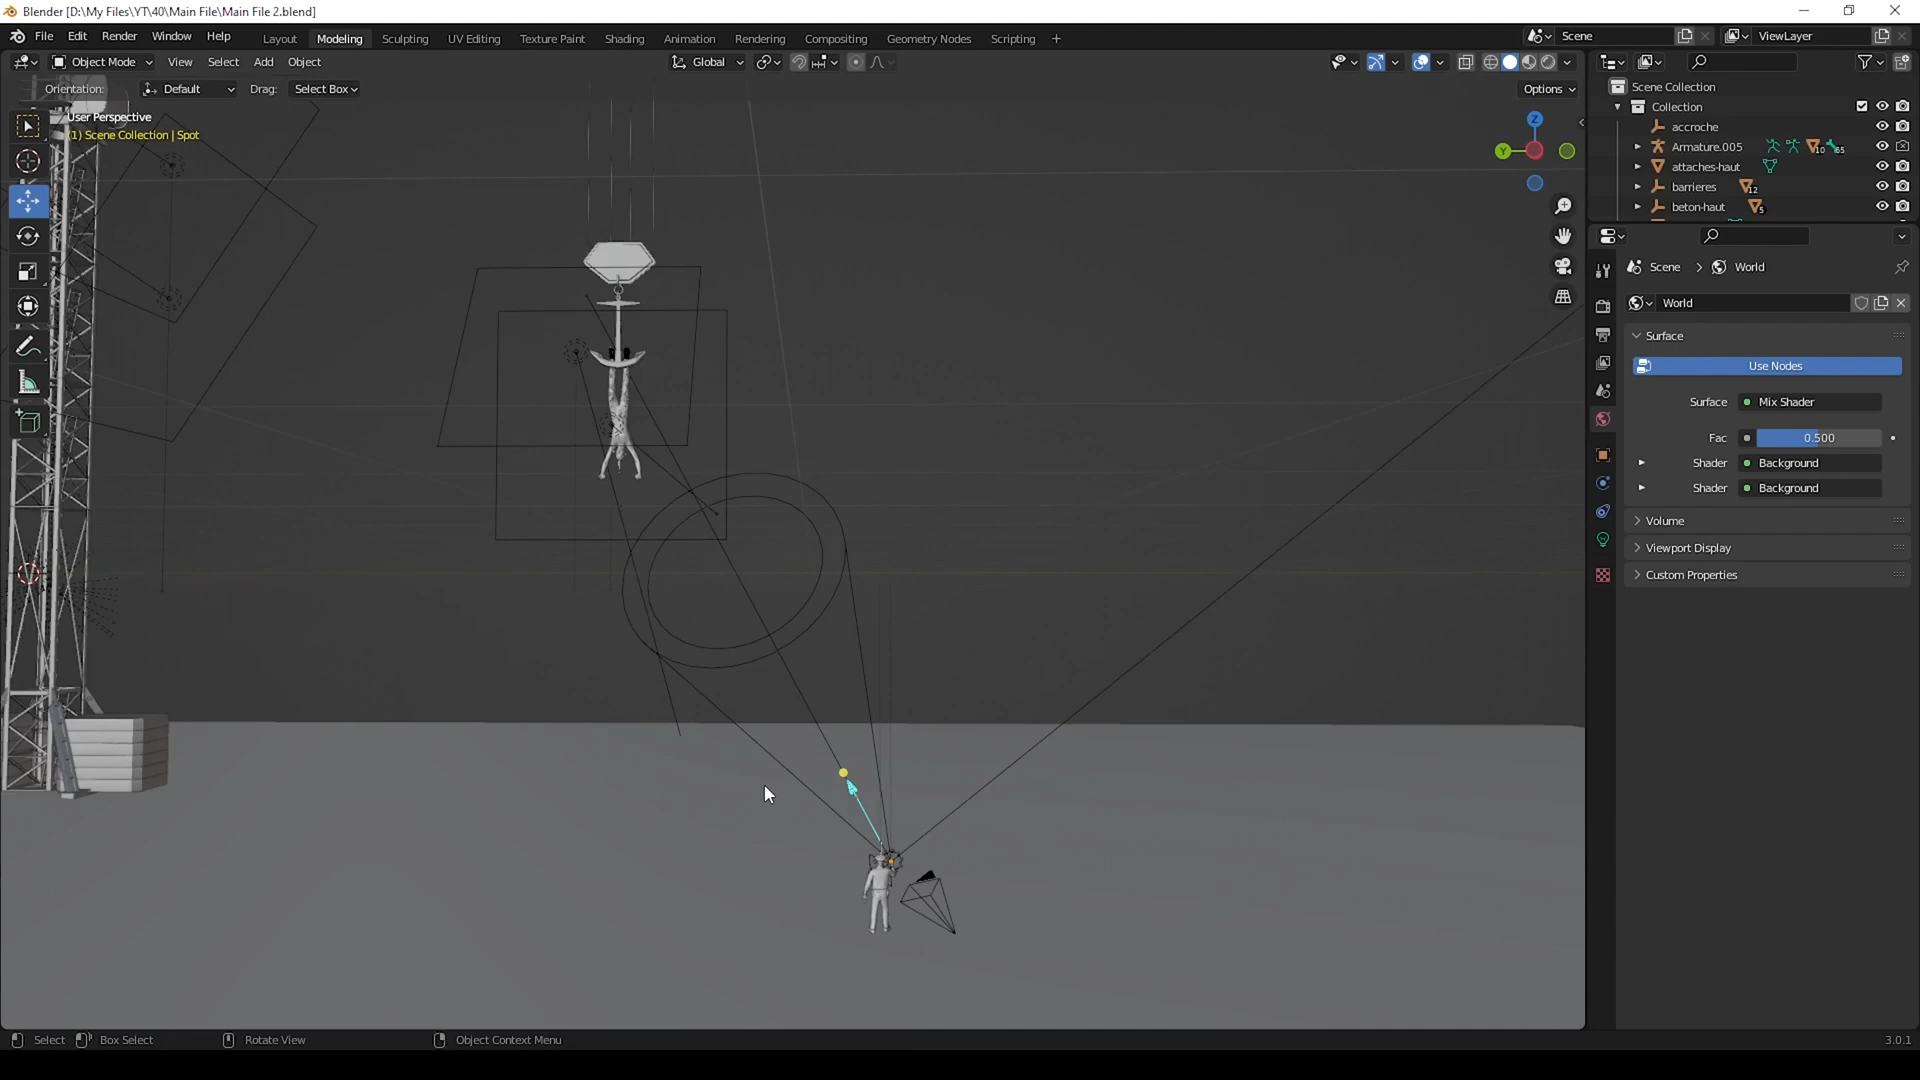 Blender [D:\My Files\YT\40\Main File\Main File 2.blend]
File Edit Render Window Help
Layout Modeling Sculpting UV Editing Texture Paint Shading Animation Rendering Compositing Geometry Nodes Scripting +
Scene
ViewLayer
Object Mode View Select Add Object
Global
Orientation: Default Drag: Select Box
Options
User Perspective
(1) Scene Collection | Spot
Z
Y
Scene Collection
Collection
accroche
Armature.005
10
65
attaches-haut
barrieres
12
beton-haut
5
Scene > World
World
Surface
Use Nodes
Surface Mix Shader
Fac 0.500
Shader Background
Shader Background
Volume
Viewport Display
Custom Properties
Select Box Select Rotate View Object Context Menu
3.0.1